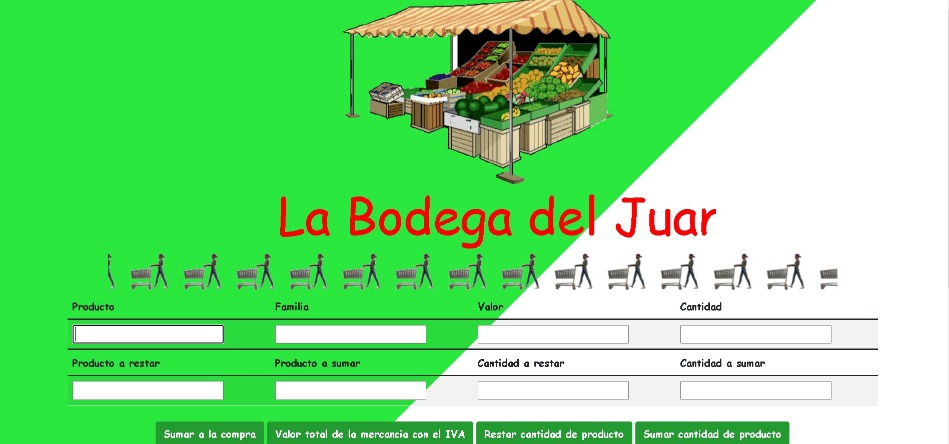 La Bodega del Juar
Producto Familia Valor Cantidad
Producto a restar Producto a sumar Cantidad a restar Cantidad a sumar
Sumar a la compra Valor total de la mercancia con el IVA Restar cantidad de producto Sumar cantidad de producto